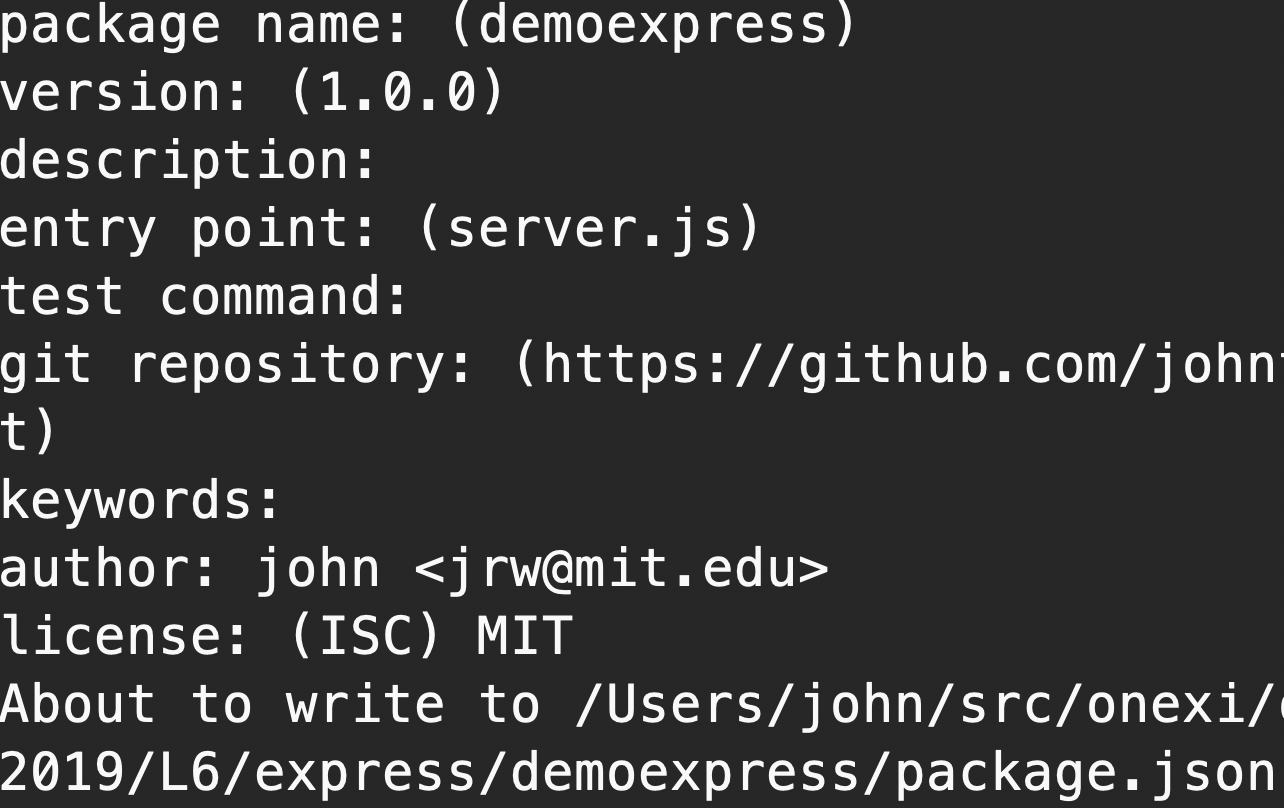 package name: (demoexpress)
version: (1.0.0)
description:
entry point: (server.js)
test command:
git repository: (https://github.com/john
t)
keywords:
author: john <jrw@mit.edu>
license: (ISC) MIT
About to write to /Users/john/src/onexi/
2019/L6/express/demoexpress/package.json